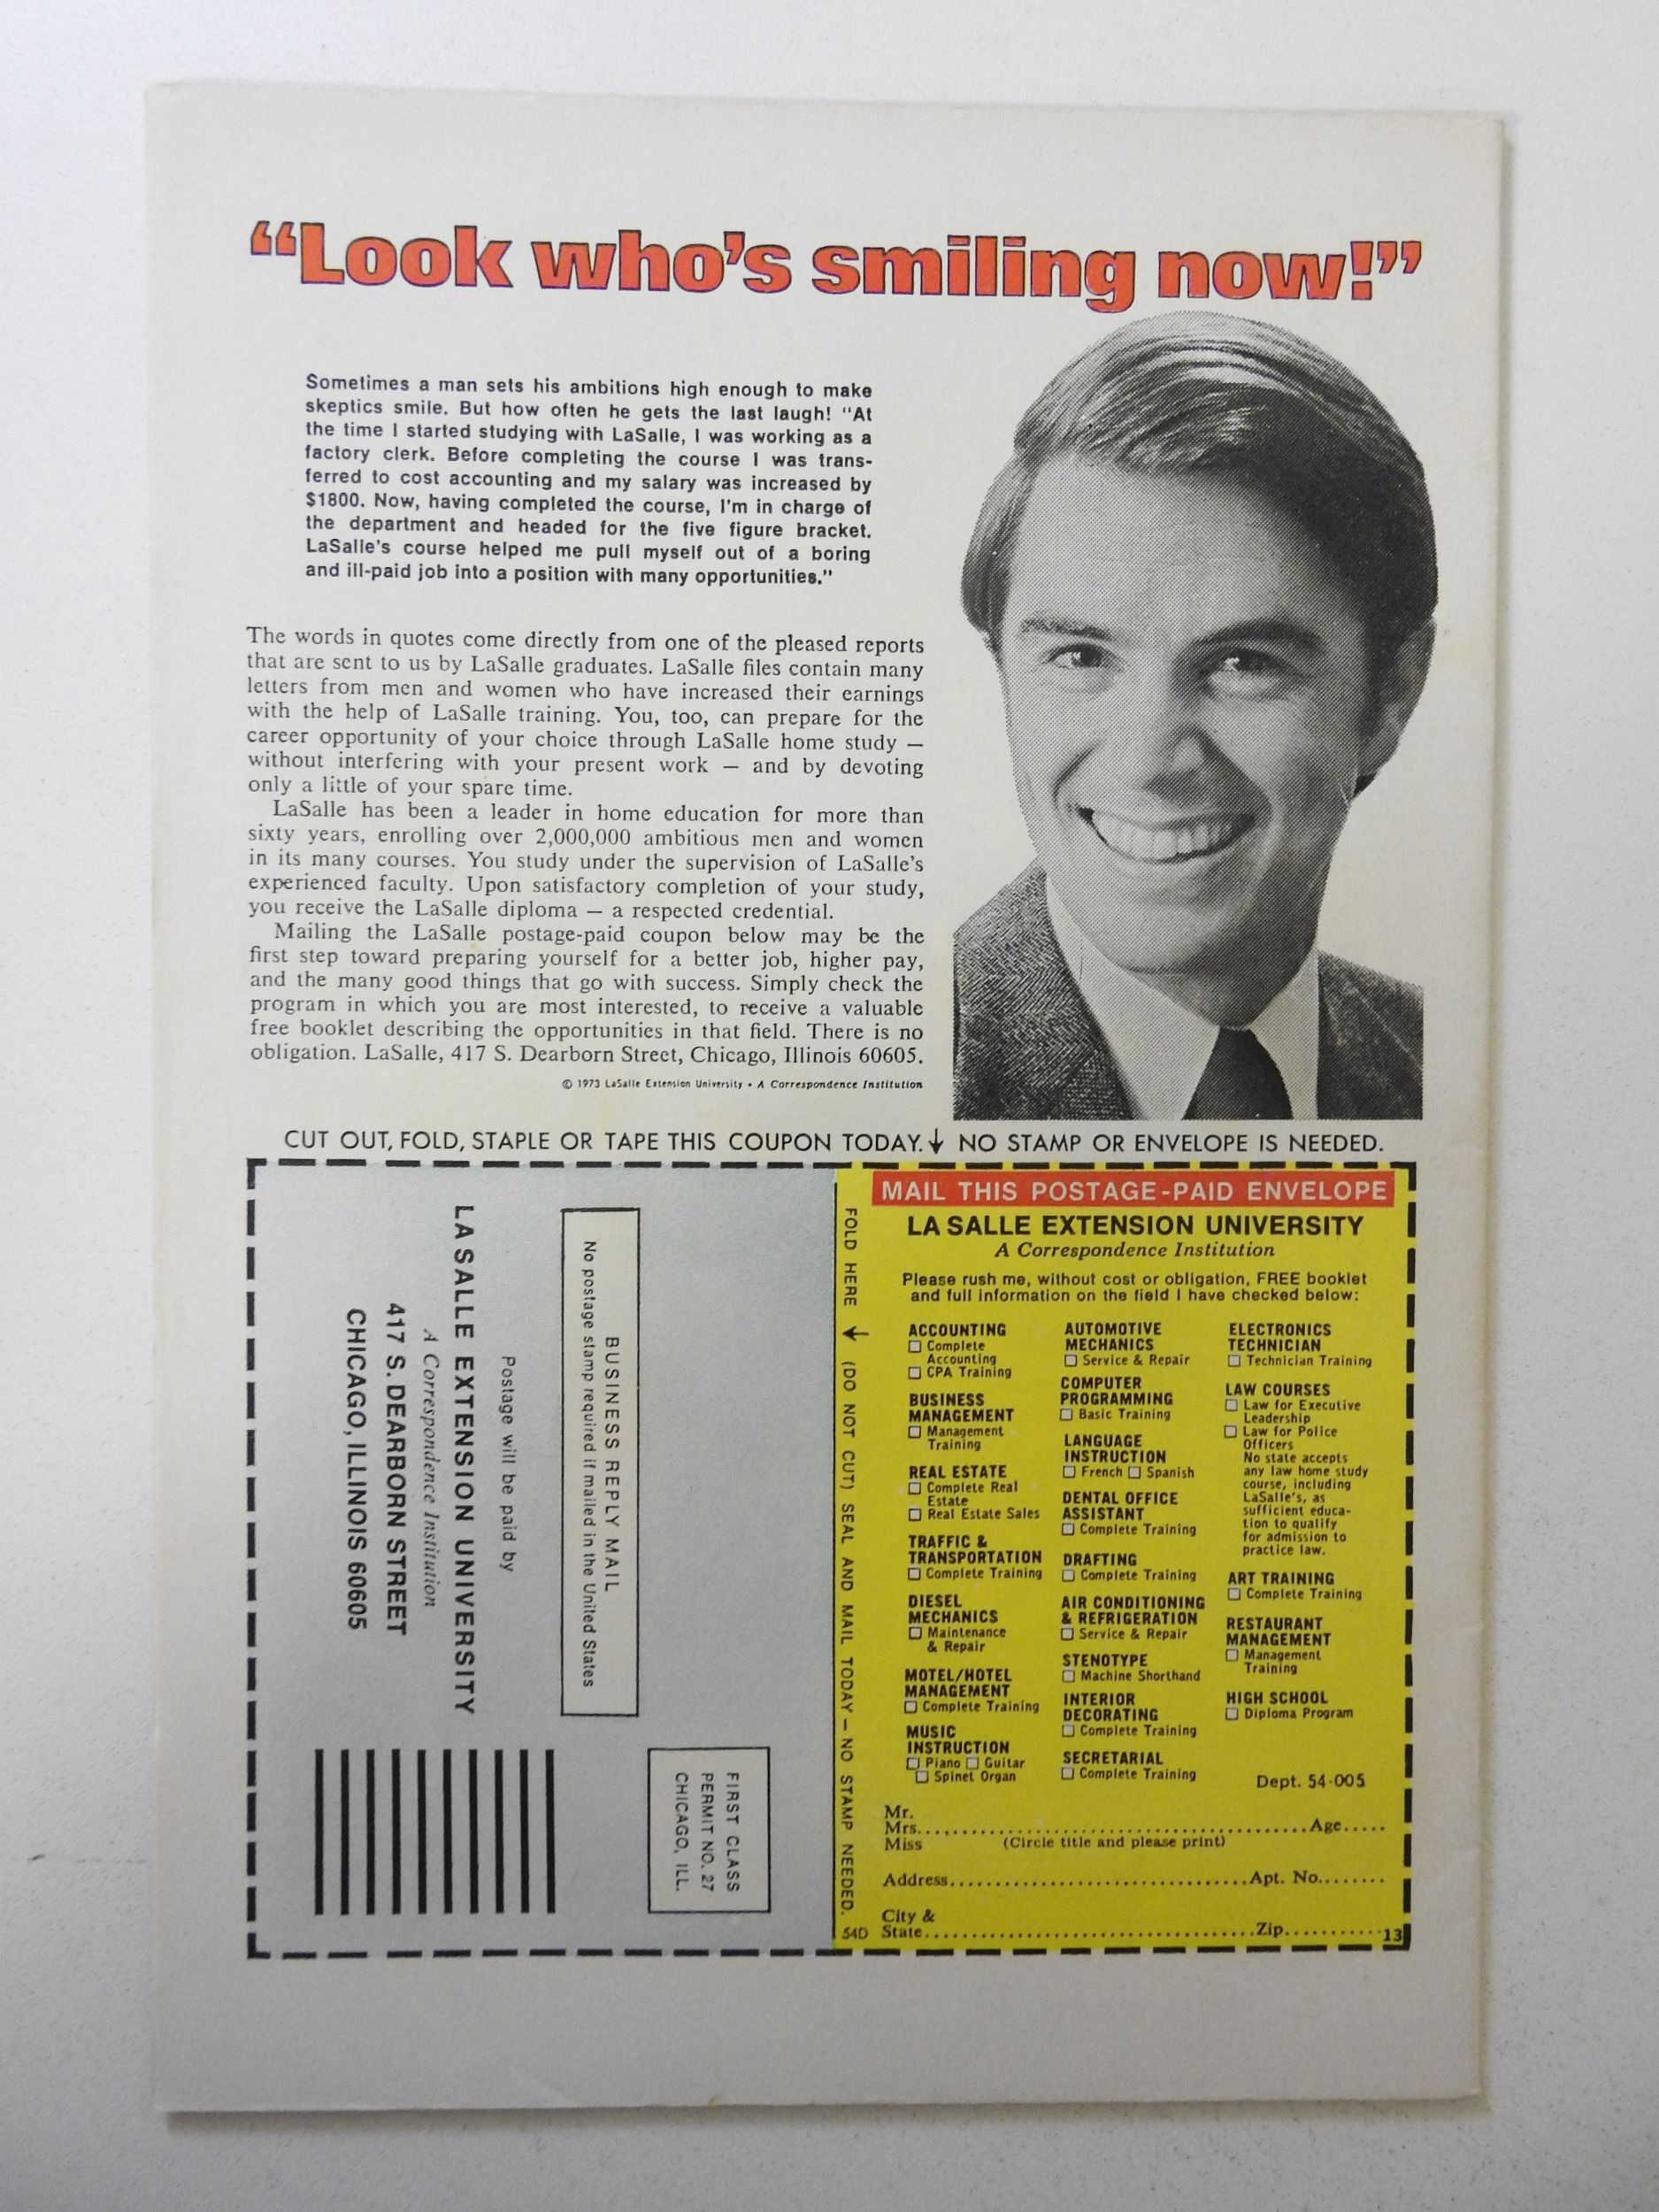 “Look who’s smiling now!”
Sometimes a man sets his ambitions high enough to make
skeptics smile. But how often he gets the last laugh! “At
the time I started studying with LaSalle, I was working as a
factory clerk. Before completing the course I was trans-
ferred to cost accounting and my salary was increased by
$1800. Now, having completed the course, I’m in charge of
the department and headed for the five figure bracket.
LaSalle’s course helped me pull myself out of a boring
and ill-paid job into a position with many opportunities.”
The words in quotes come directly from one of the pleased reports
that are sent to us by LaSalle graduates. LaSalle files contain many
letters from men and women who have increased their earnings
with the help of LaSalle training. You, too, can prepare for the
career opportunity of your choice through LaSalle home study —
without interfering with your present work — and by devoting
only a little of your spare time.
LaSalle has been a leader in home education for more than
sixty years, enrolling over 2,000,000 ambitious men and women
in its many courses. You study under the supervision of LaSalle’s
experienced faculty. Upon satisfactory completion of your study,
you receive the LaSalle diploma — a respected credential.
Mailing the LaSalle postage-paid coupon below may be the
first step toward preparing yourself for a better job, higher pay,
and the many good things that go with success. Simply check the
program in which you are most interested, to receive a valuable
free booklet describing the opportunities in that field. There is no
obligation. LaSalle, 417 S. Dearborn Street, Chicago, Illinois 60605.
© 1973 LaSalle Extension University • A Correspondence Institution
CUT OUT, FOLD, STAPLE OR TAPE THIS COUPON TODAY. NO STAMP OR ENVELOPE IS NEEDED.
FIRST CLASS
PERMIT NO. 27
CHICAGO, ILL.
BUSINESS REPLY MAIL
No postage stamp required if mailed in the United States
Postage will be paid by
LA SALLE EXTENSION UNIVERSITY
A Correspondence Institution
417 S. DEARBORN STREET
CHICAGO, ILLINOIS 60605
FOLD HERE (DO NOT CUT) SEAL AND MAIL TODAY — NO STAMP NEEDED.
54D
MAIL THIS POSTAGE-PAID ENVELOPE
LA SALLE EXTENSION UNIVERSITY
A Correspondence Institution
Please rush me, without cost or obligation, FREE booklet
and full information on the field I have checked below:
ACCOUNTING
Complete
Accounting
CPA Training
BUSINESS
MANAGEMENT
Management
Training
REAL ESTATE
Complete Real
Estate
Real Estate Sales
TRAFFIC &
TRANSPORTATION
Complete Training
DIESEL
MECHANICS
Maintenance
& Repair
MOTEL/HOTEL
MANAGEMENT
Complete Training
MUSIC
INSTRUCTION
Piano Guitar
Spinet Organ
AUTOMOTIVE
MECHANICS
Service & Repair
COMPUTER
PROGRAMMING
Basic Training
LANGUAGE
INSTRUCTION
French Spanish
DENTAL OFFICE
ASSISTANT
Complete Training
DRAFTING
Complete Training
AIR CONDITIONING
& REFRIGERATION
Service & Repair
STENOTYPE
Machine Shorthand
INTERIOR
DECORATING
Complete Training
SECRETARIAL
Complete Training
ELECTRONICS
TECHNICIAN
Technician Training
LAW COURSES
Law for Executive
Leadership
Law for Police
Officers
No state accepts
any law home study
course, including
LaSalle’s, as
sufficient educa-
tion to qualify
for admission to
practice law.
ART TRAINING
Complete Training
RESTAURANT
MANAGEMENT
Management
Training
HIGH SCHOOL
Diploma Program
Dept. 54-005
Mr.
Mrs. Age
Miss (Circle title and please print)
Address Apt. No.
City &
State Zip 13